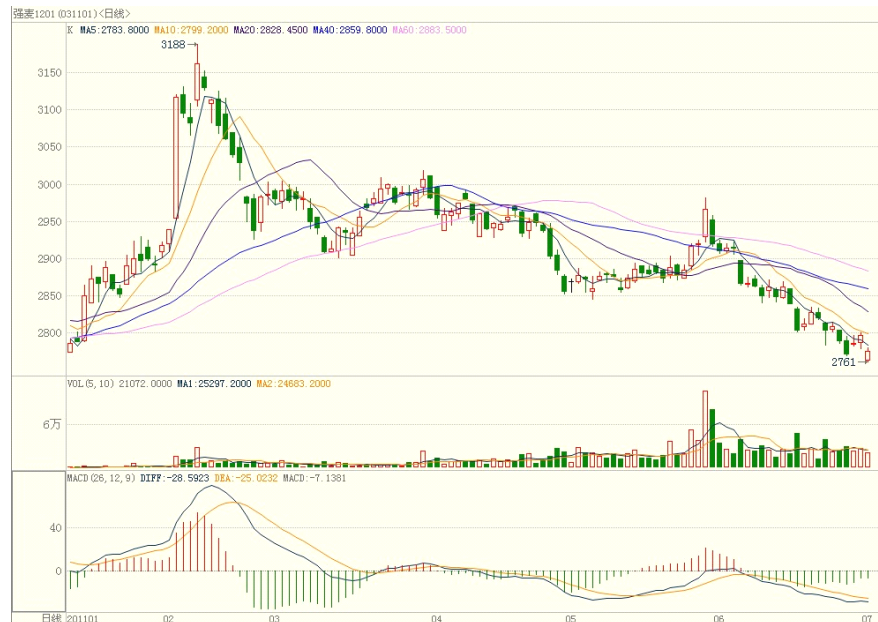 强麦1201(031101)<日线>
K MA5:2783.8000 MA10:2799.2000 MA20:2828.4500 MA40:2859.8000 MA60:2883.5000
3188
3150
3100
3050
3000
2950
2900
2850
2800
2761
VOL(5,10) 21072.0000 MA1:25297.2000 MA2:24683.2000
6万
MACD(26,12,9) DIFF:-28.5923 DEA:-25.0232 MACD:-7.1381
40
0
日线 201101 02 03 04 05 06 07